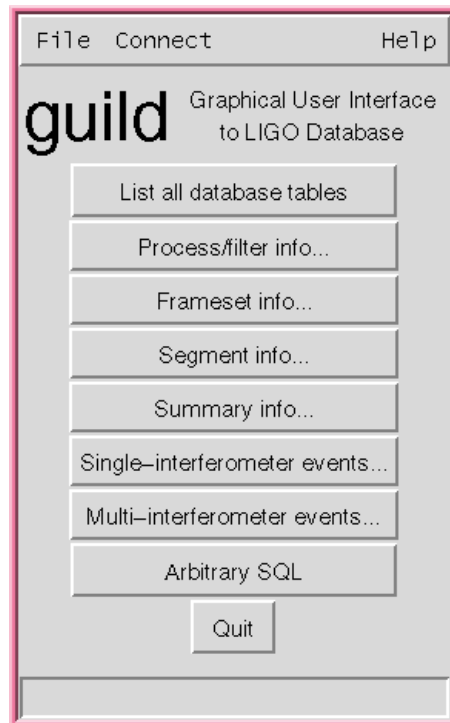 File Connect Help
guild Graphical User Interface
to LIGO Database
List all database tables
Process/filter info...
Frameset info...
Segment info...
Summary info...
Single–interferometer events...
Multi–interferometer events...
Arbitrary SQL
Quit